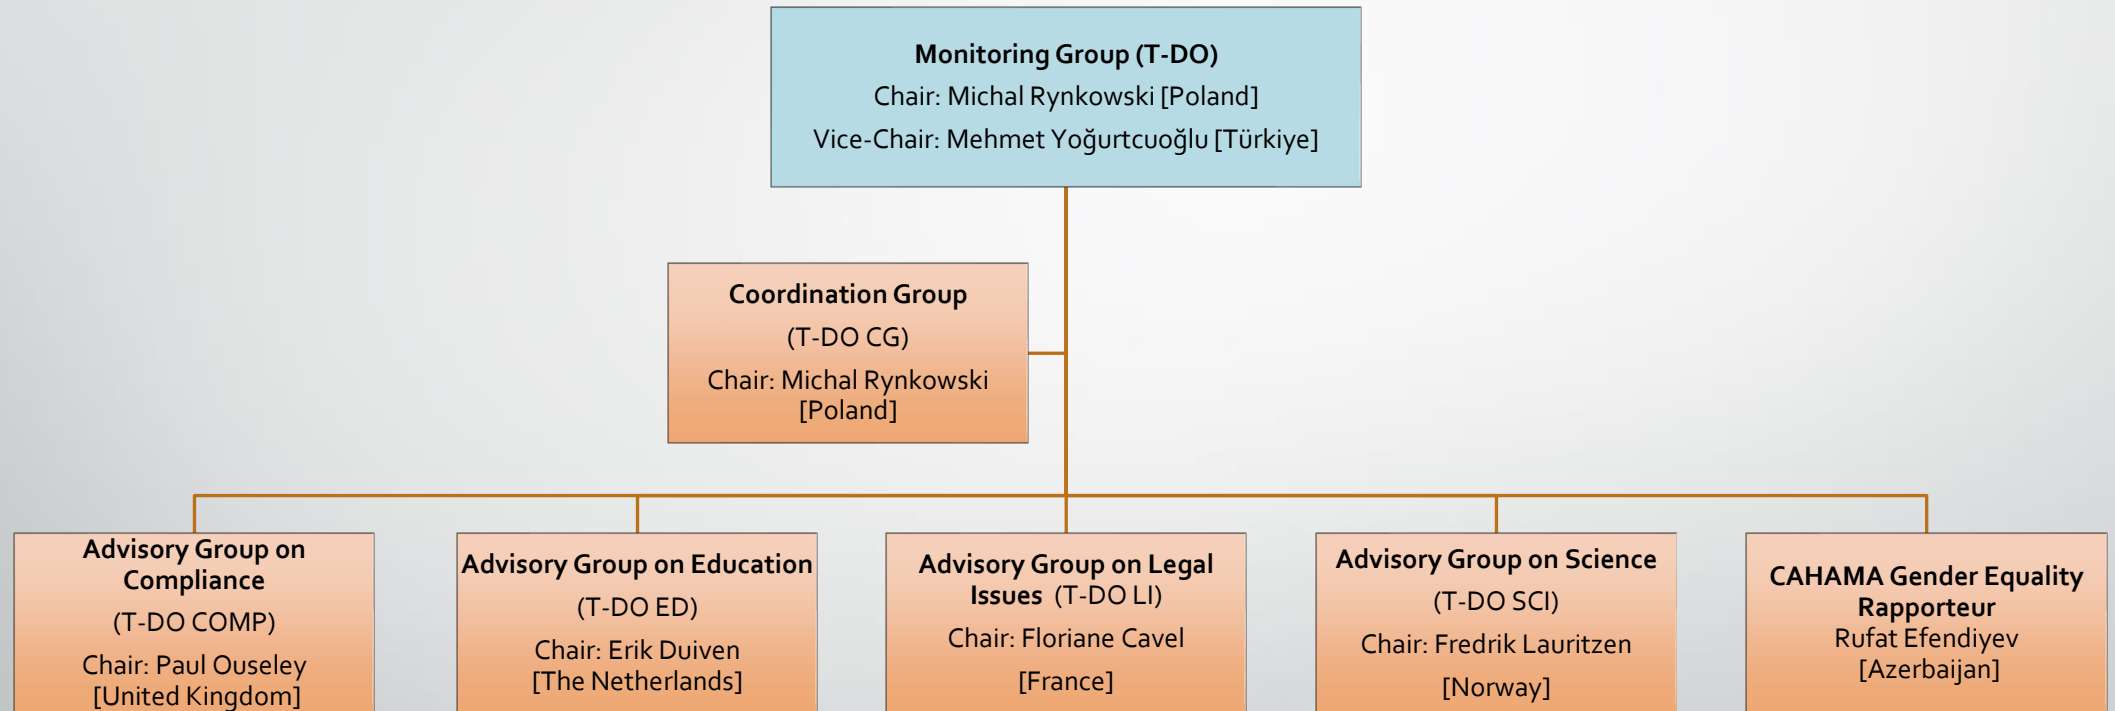 Monitoring Group (T-DO)
Chair: Michal Rynkowski [Poland]
Vice-Chair: Mehmet Yoğurtcuoğlu [Türkiye]
Coordination Group
(T-DO CG)
Chair: Michal Rynkowski
[Poland]
Advisory Group on
Compliance
(T-DO COMP)
Chair: Paul Ouseley
[United Kingdom]
Advisory Group on Education
(T-DO ED)
Chair: Erik Duiven
[The Netherlands]
Advisory Group on Legal
Issues (T-DO LI)
Chair: Floriane Cavel
[France]
Advisory Group on Science
(T-DO SCI)
Chair: Fredrik Lauritzen
[Norway]
CAHAMA Gender Equality
Rapporteur
Rufat Efendiyev
[Azerbaijan]